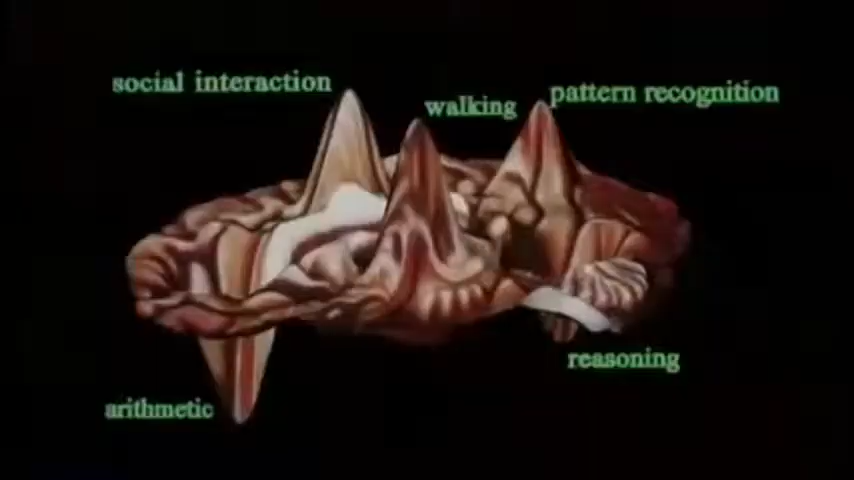 social interaction
walking
pattern recognition
reasoning
arithmetic